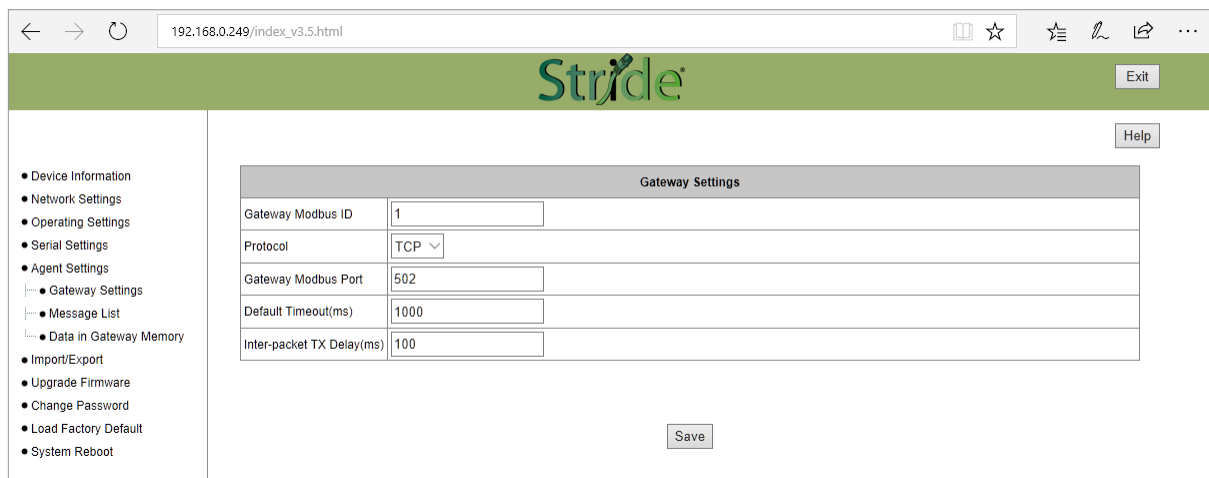 192.168.0.249/index_v3.5.html
Stride
Exit
Help
Device Information
Network Settings
Operating Settings
Serial Settings
Agent Settings
Gateway Settings
Message List
Data in Gateway Memory
Import/Export
Upgrade Firmware
Change Password
Load Factory Default
System Reboot
Gateway Settings
Gateway Modbus ID 1
Protocol TCP
Gateway Modbus Port 502
Default Timeout(ms) 1000
Inter-packet TX Delay(ms) 100
Save